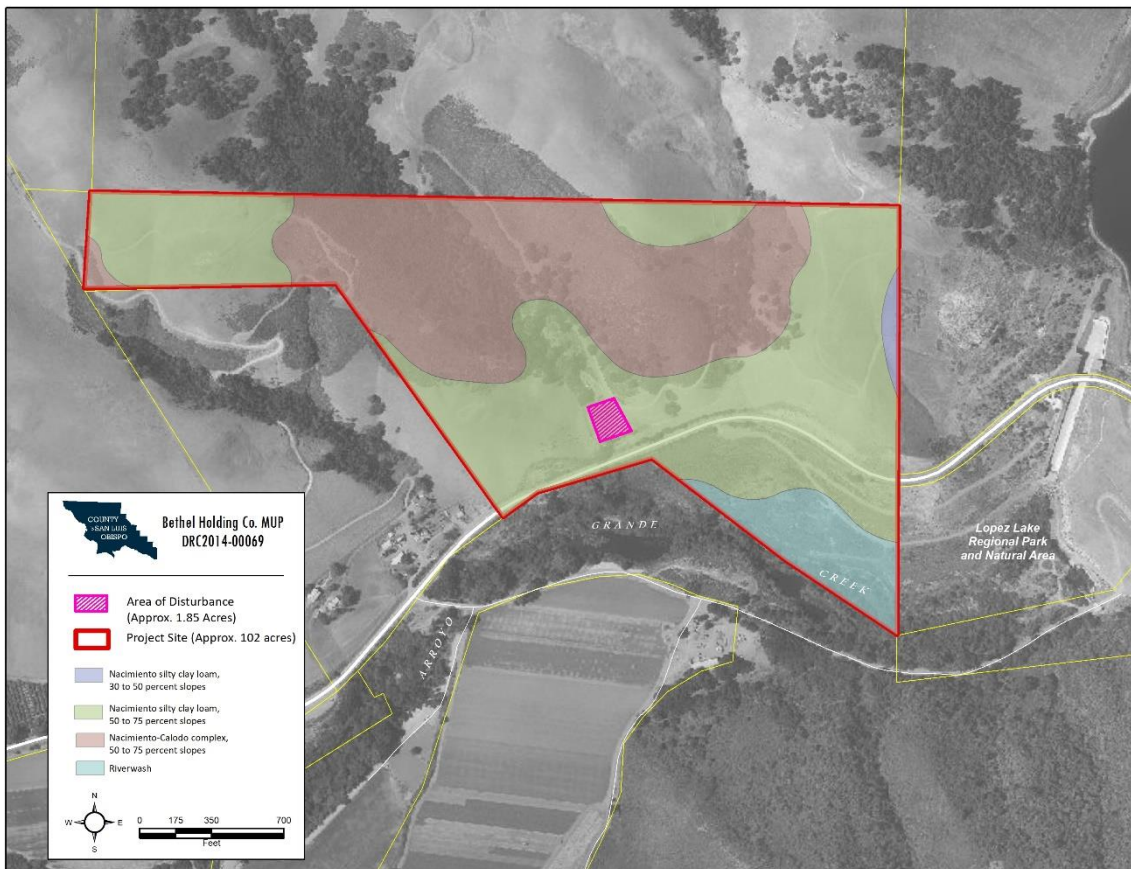 GRANDE
CREEK
ARROYO
Lopez Lake
Regional Park
and Natural Area
COUNTY
SAN LUIS
OBISPO
Bethel Holding Co. MUP
DRC2014-00069
Area of Disturbance
(Approx. 1.85 Acres)
Project Site (Approx. 102 acres)
Nacimiento silty clay loam,
30 to 50 percent slopes
Nacimiento silty clay loam,
50 to 75 percent slopes
Nacimiento-Calodo complex,
50 to 75 percent slopes
Riverwash
N
W E
S
0 175 350 700
Feet